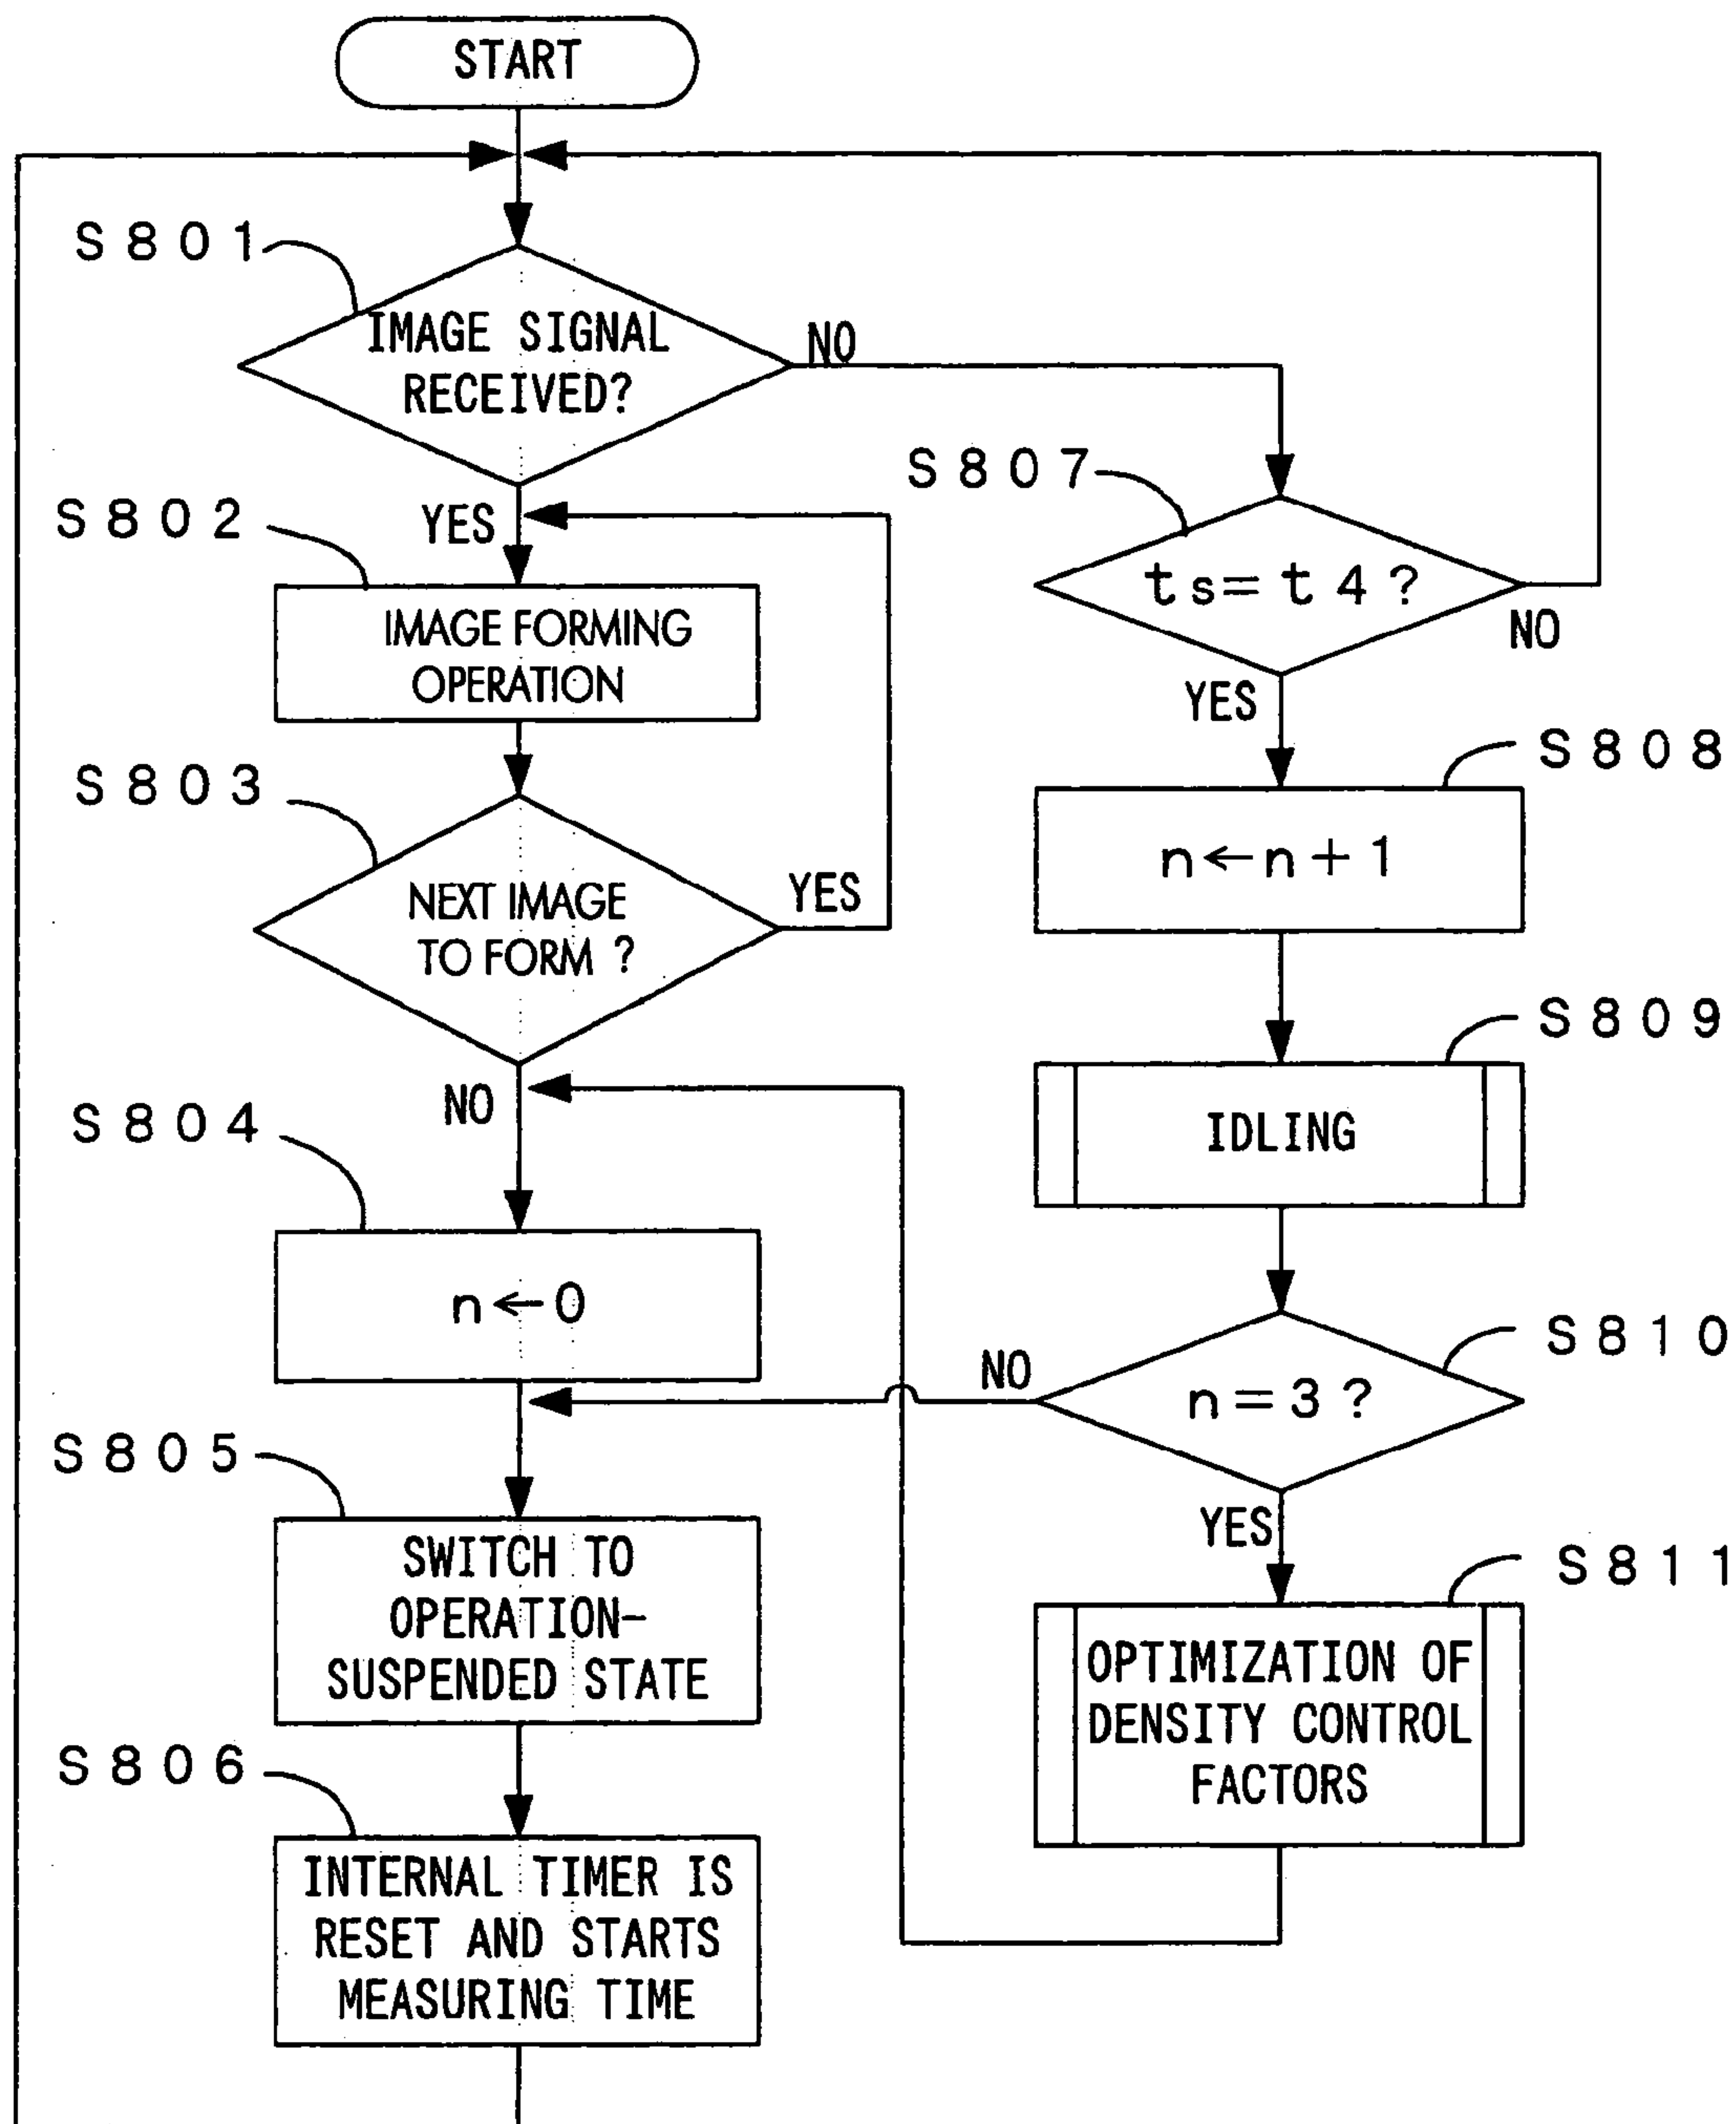 START
S801
IMAGE SIGNAL
RECEIVED?
NO
YES
S802
IMAGE FORMING
OPERATION
S803
NEXT IMAGE
TO FORM ?
YES
NO
S804
n←0
S805
SWITCH TO
OPERATION-
SUSPENDED STATE
S806
INTERNAL TIMER IS
RESET AND STARTS
MEASURING TIME
S807
ts=t4?
NO
YES
S808
n←n+1
S809
IDLING
S810
n=3?
NO
YES
S811
OPTIMIZATION OF
DENSITY CONTROL
FACTORS